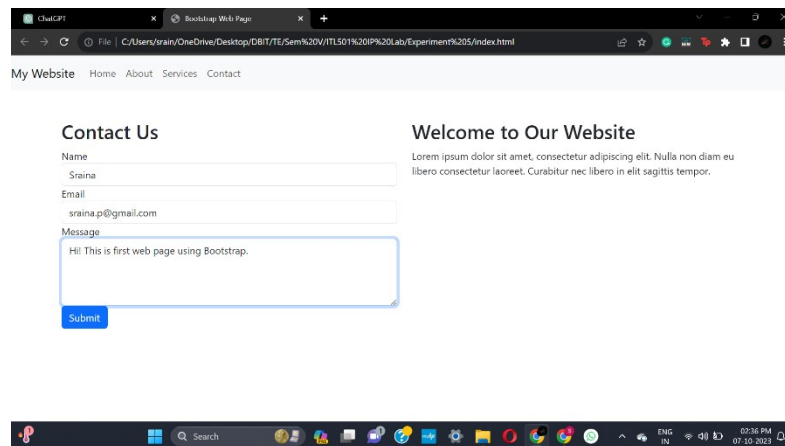 ChatGPT
Bootstrap Web Page
File | C:/Users/srain/OneDrive/Desktop/DBIT/TE/Sem%20V/ITL501%20IP%20Lab/Experiment%205/index.html
My Website Home About Services Contact
Contact Us
Name
Sraina
Email
sraina.p@gmail.com
Message
Hi! This is first web page using Bootstrap.
Submit
Welcome to Our Website
Lorem ipsum dolor sit amet, consectetur adipiscing elit. Nulla non diam eu
libero consectetur laoreet. Curabitur nec libero in elit sagittis tempor.
Search
ENG
IN
02:36 PM
07-10-2023